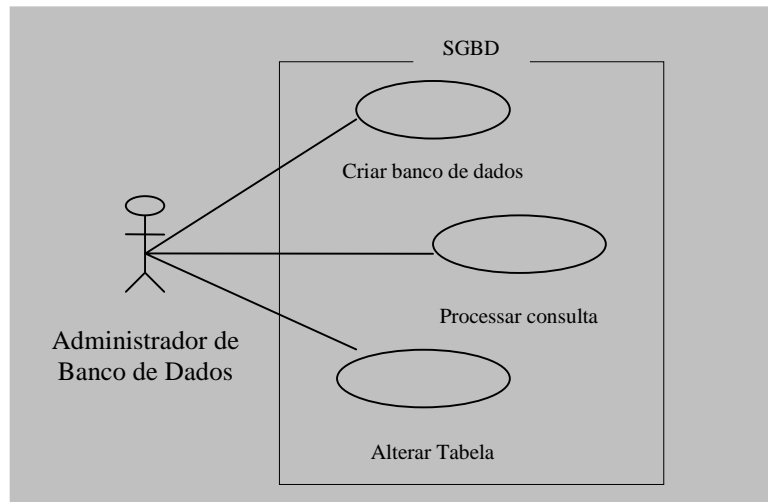 SGBD
Criar banco de dados
Processar consulta
Administrador de
Banco de Dados
Alterar Tabela